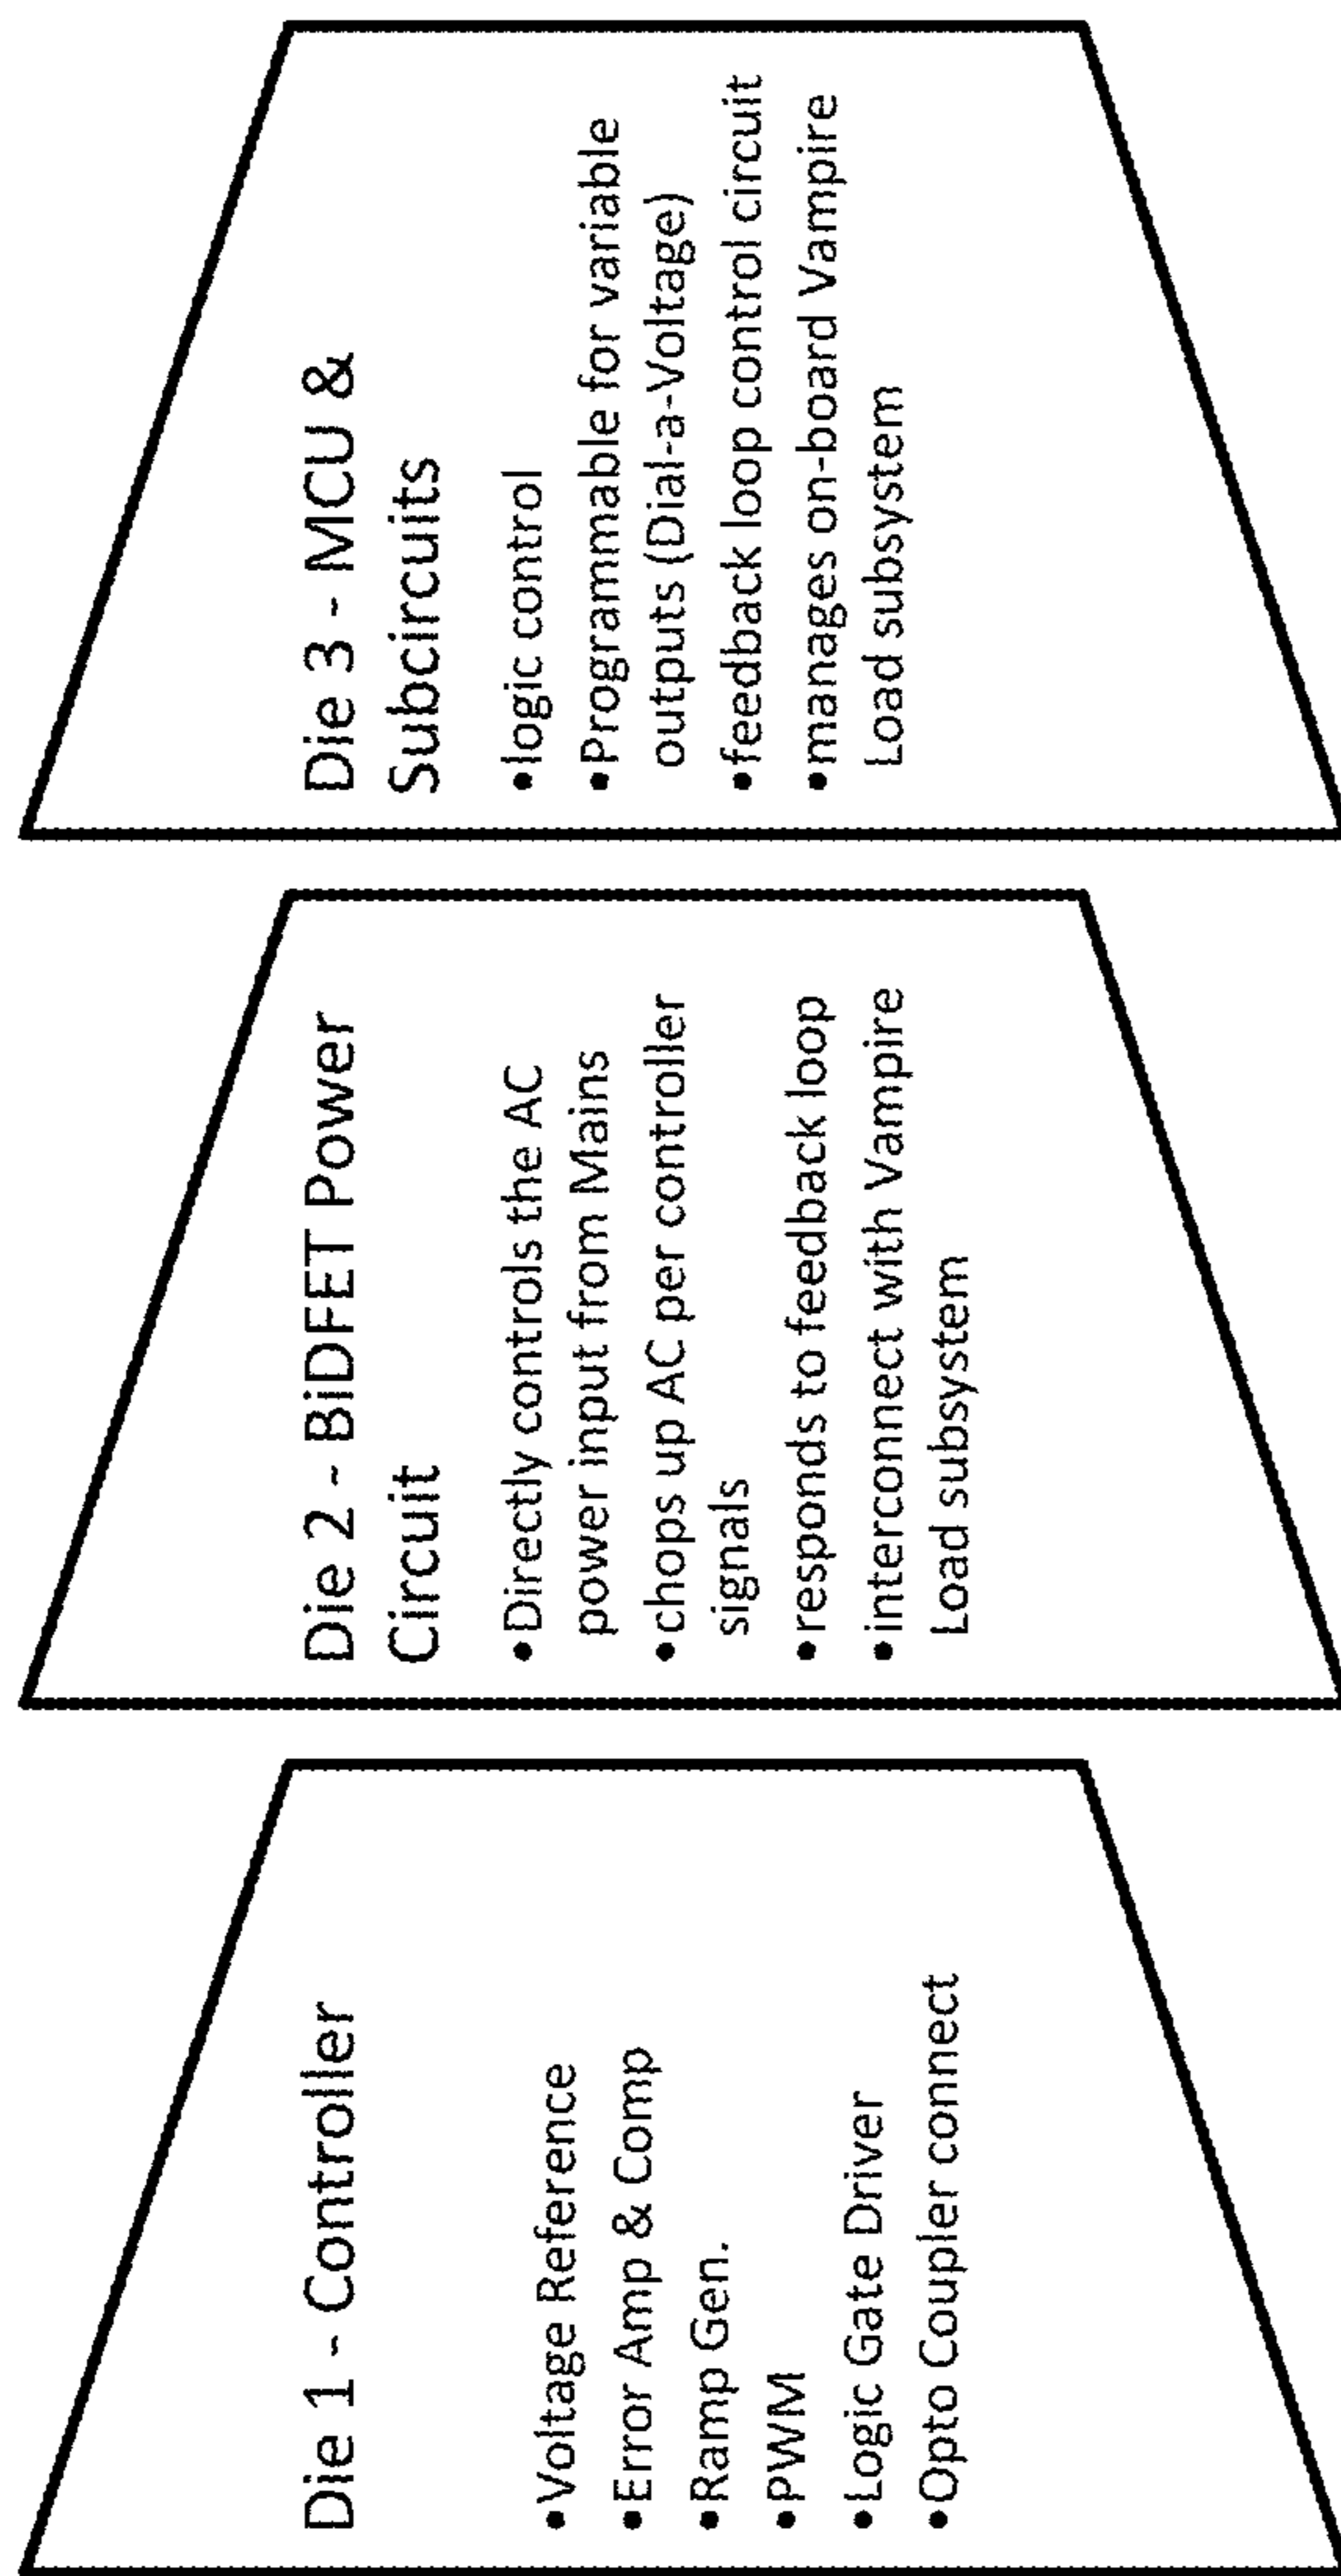 Die 1 - Controller
•Voltage Reference
•Error Amp & Comp
•Ramp Gen.
•PWM
•Logic Gate Driver
•Opto Coupler connect
Die 2 - BiDFET Power
Circuit
•Directly controls the AC
power input from Mains
•chops up AC per controller
signals
•responds to feedback loop
•interconnect with Vampire
Load subsystem
Die 3 - MCU &
Subcircuits
•logic control
•Programmable for variable
outputs (Dial-a-Voltage)
•feedback loop control circuit
•manages on-board Vampire
Load subsystem